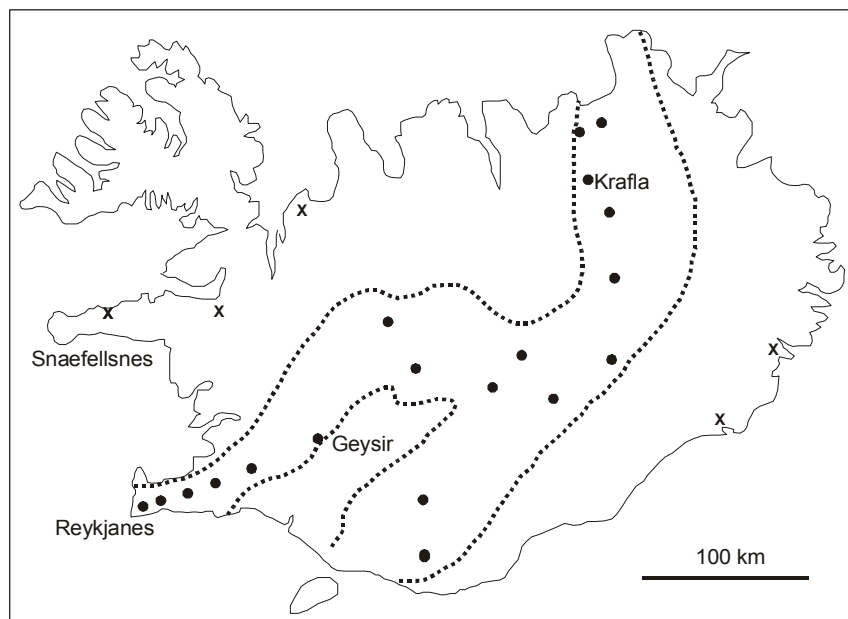 Krafla
Snaefellsnes
Geysir
Reykjanes
100 km
x
x
x
x
x